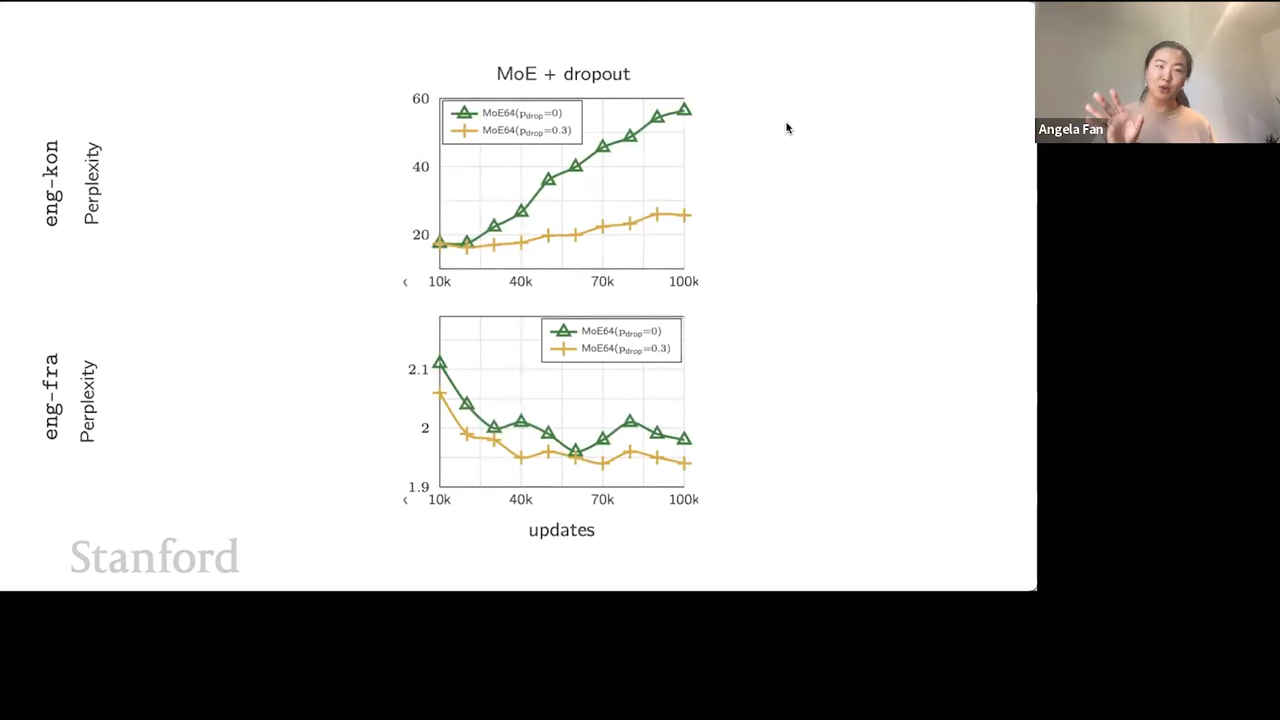 MoE + dropout
eng-kon
Perplexity
60
40
20
MoE64(pdrop=0)
MoE64(pdrop=0.3)
10k 40k 70k 100k
eng-fra
Perplexity
2.1
2
1.9
MoE64(pdrop=0)
MoE64(pdrop=0.3)
10k 40k 70k 100k
updates
Stanford
Angela Fan